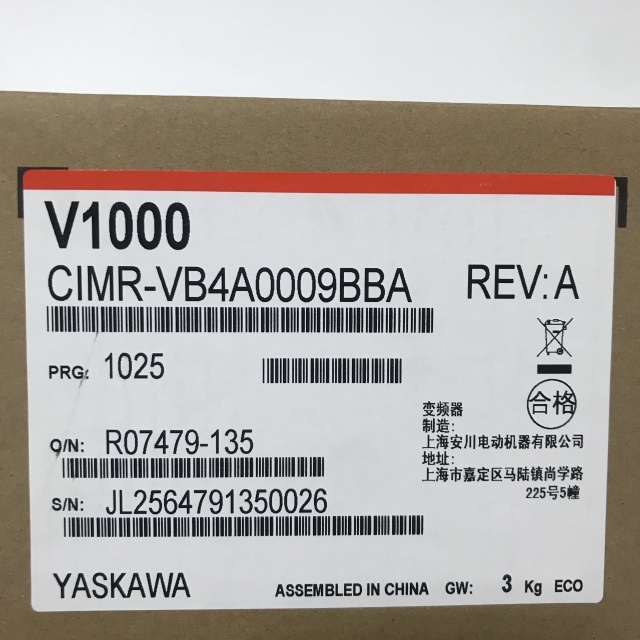 V1000
CIMR-VB4A0009BBA REV: A
PRG: 1025
合格
变频器
制造:
上海安川电动机器有限公司
地址:
上海市嘉定区马陆镇尚学路
225号5幢
O/N: R07479-135
S/N: JL2564791350026
YASKAWA ASSEMBLED IN CHINA GW: 3 Kg ECO